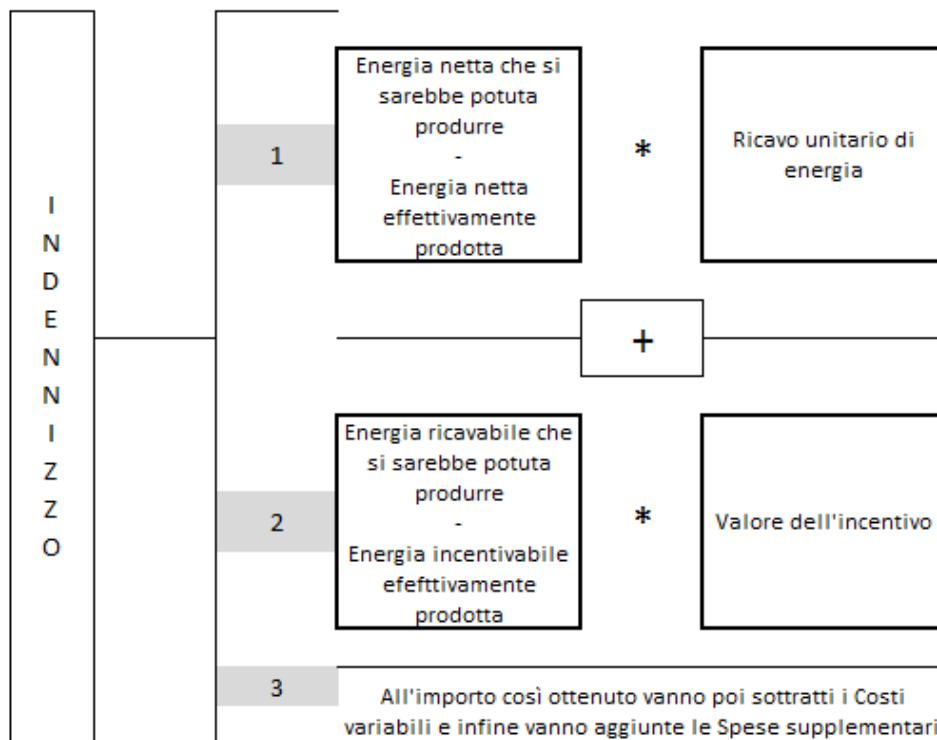 INDENNIZZO
1
Energia netta che si
sarebbe potuta
produrre
-
Energia netta
effettivamente
prodotta
*
Ricavo unitario di
energia
+
2
Energia ricavabile che
si sarebbe potuta
produrre
-
Energia incentivabile
efefttivamente
prodotta
*
Valore dell'incentivo
3
All'importo così ottenuto vanno poi sottratti i Costi
variabili e infine vanno aggiunte le Spese supplementari